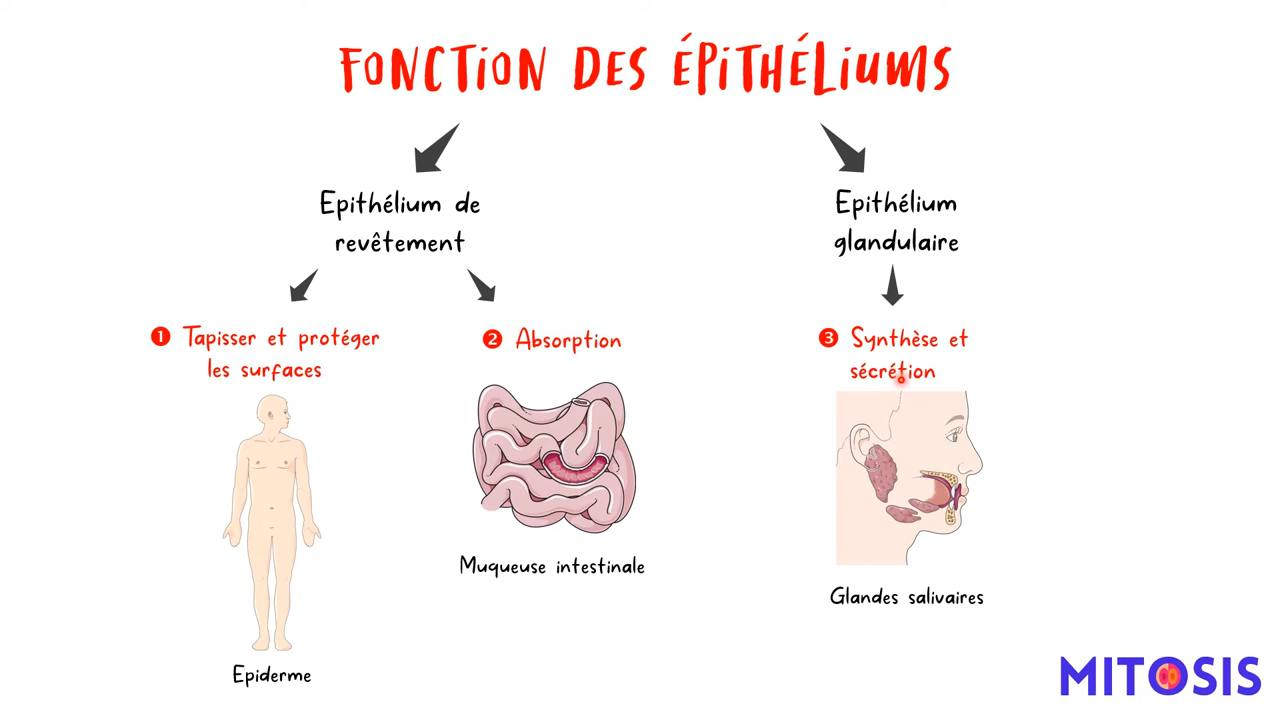 FONCTION DES ÉPITHÉLIUMS
Epithélium de
revêtement
Epithélium
glandulaire
❶ Tapisser et protéger
les surfaces
❷ Absorption
❸ Synthèse et
sécrétion
Muqueuse intestinale
Glandes salivaires
Epiderme
MITOSIS